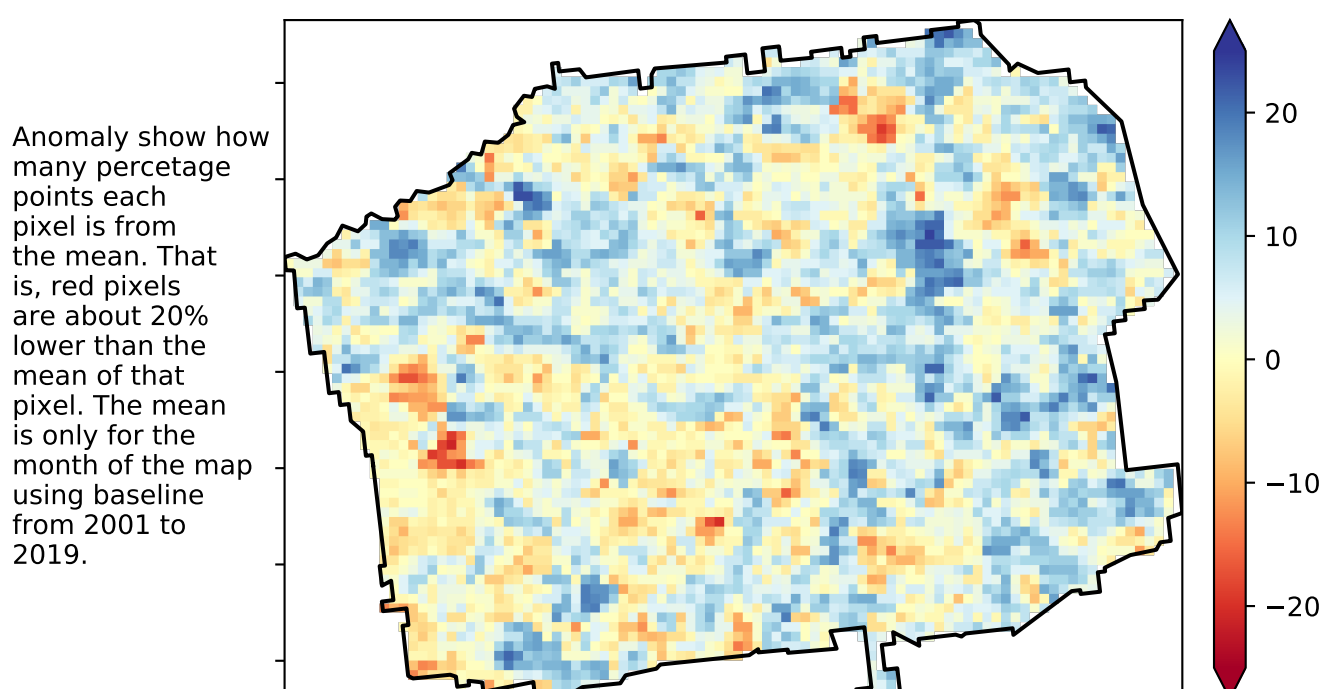 Anomaly show how
many percetage
points each
pixel is from
the mean. That
is, red pixels
are about 20%
lower than the
mean of that
pixel. The mean
is only for the
month of the map
using baseline
from 2001 to
2019.
20
10
0
−10
−20